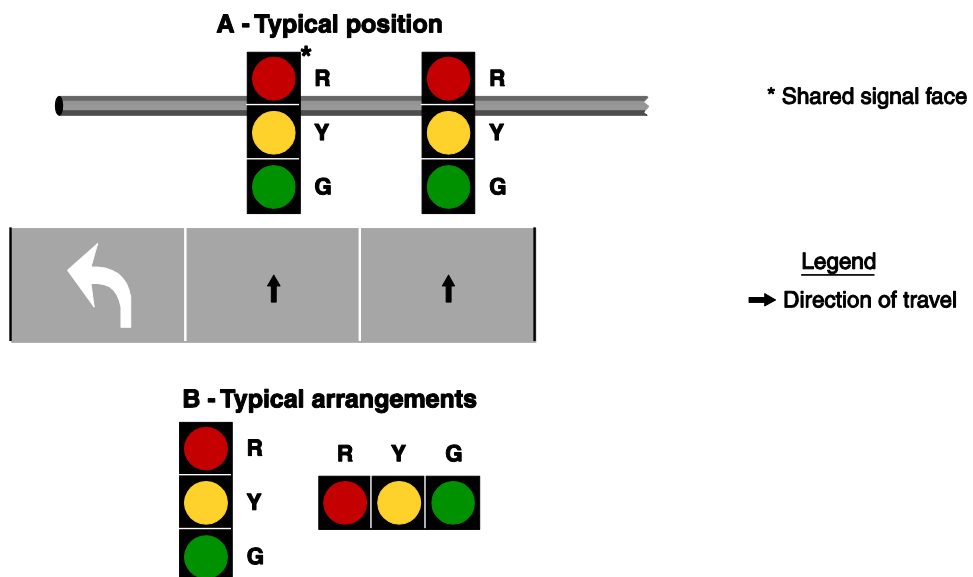 A - Typical position
*
R R
* Shared signal face
Y Y
G G
Legend
Direction of travel
B - Typical arrangements
R
R Y G
Y
G